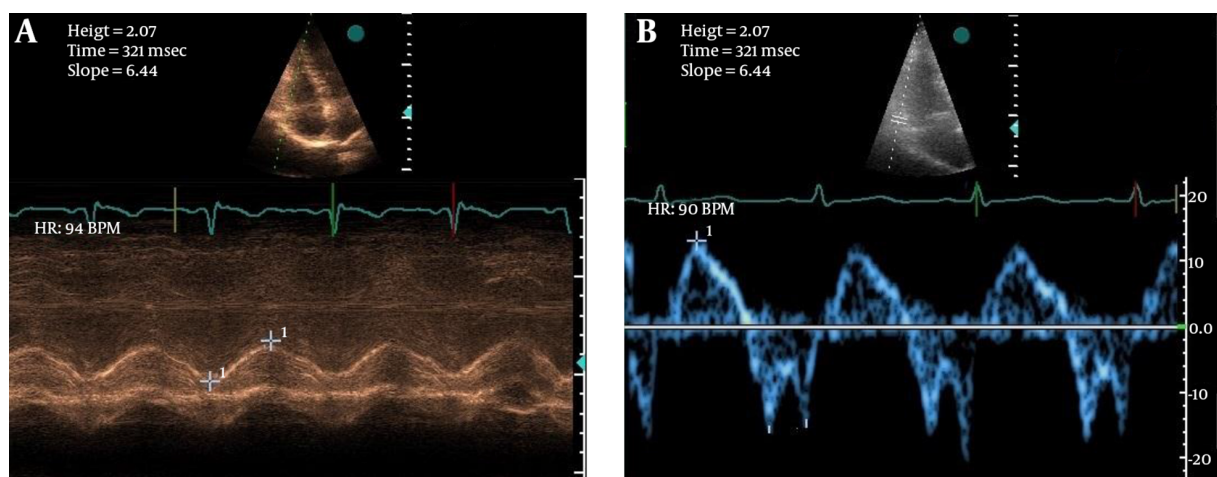 A
Heigt = 2.07
Time = 321 msec
Slope = 6.44
HR: 94 BPM
1
1
B
Heigt = 2.07
Time = 321 msec
Slope = 6.44
HR: 90 BPM
1
20
10
0.0
-10
-20